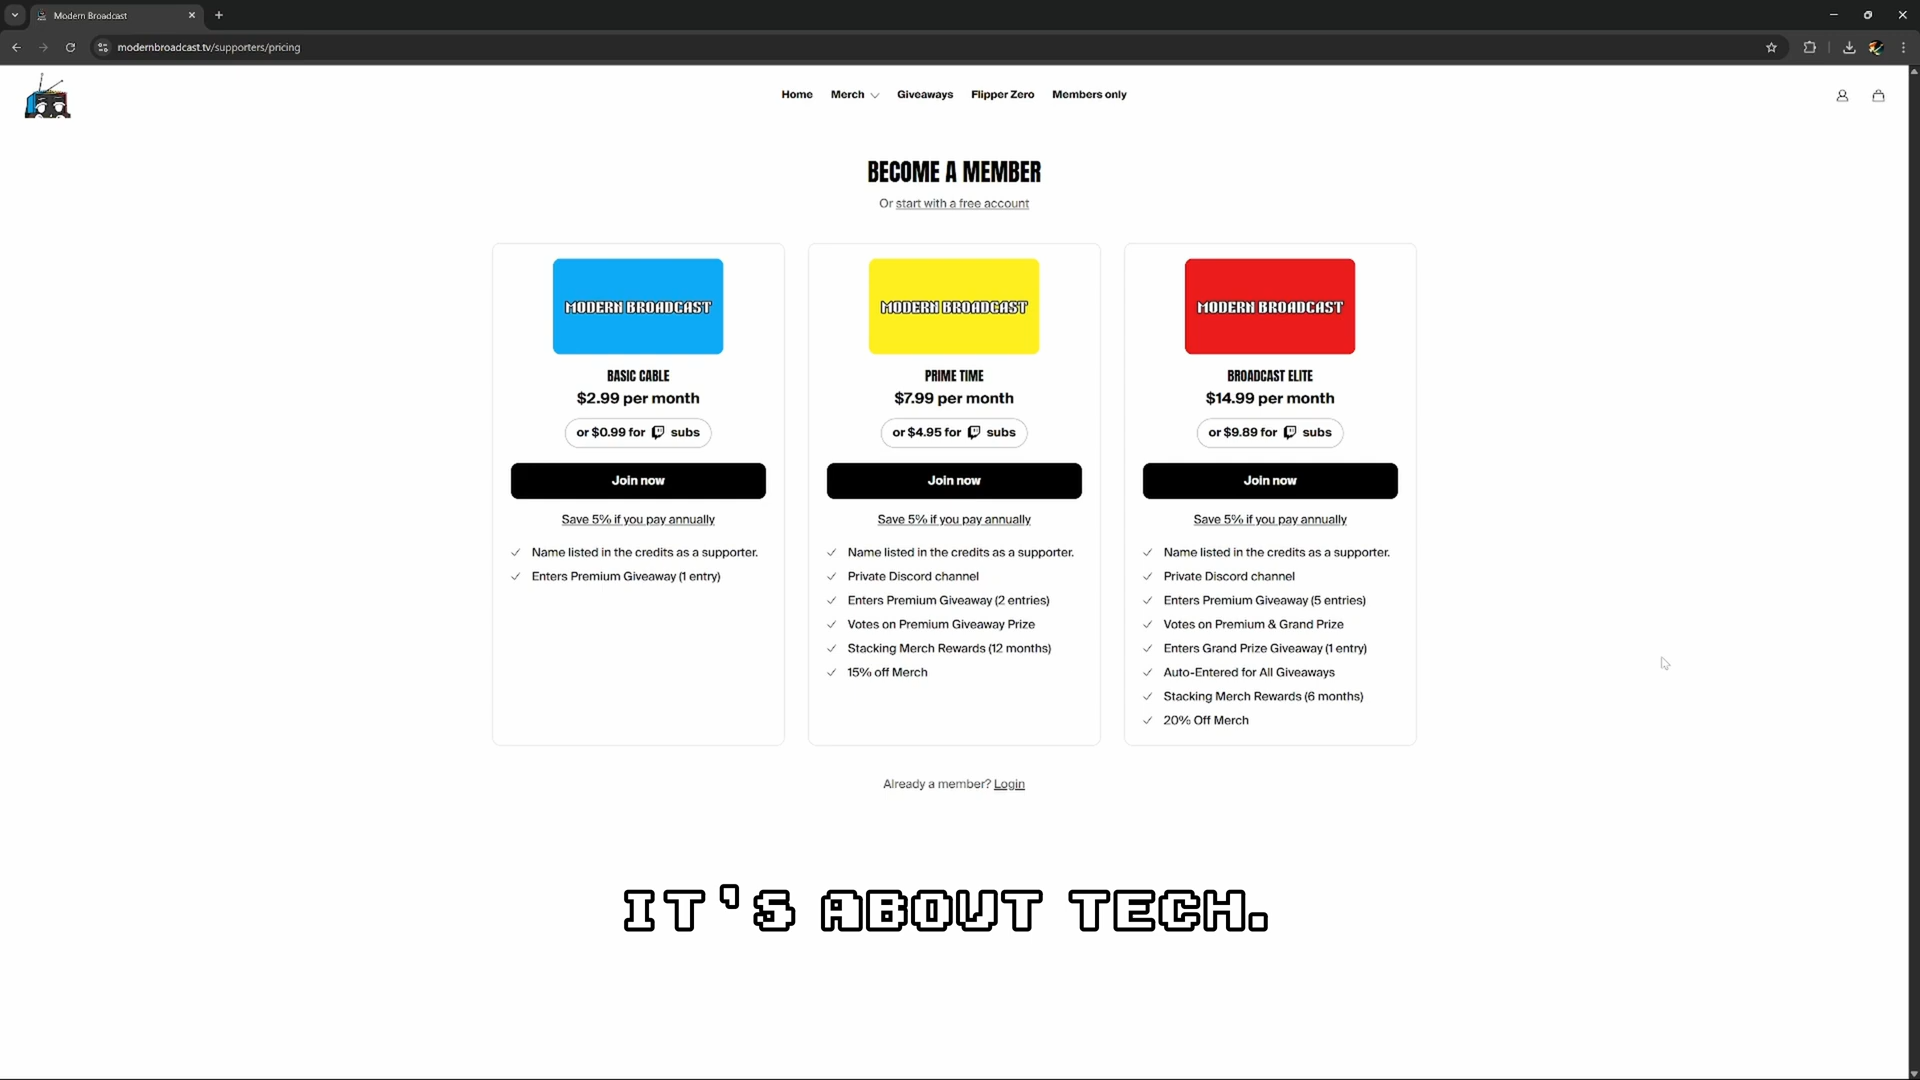 Modern Broadcast
modernbroadcast.tv/supporters/pricing
Home Merch Giveaways Flipper Zero Members only
BECOME A MEMBER
Or start with a free account
MODERN BROADCAST
BASIC CABLE
$2.99 per month
or $0.99 for subs
Join now
Save 5% if you pay annually
Name listed in the credits as a supporter.
Enters Premium Giveaway (1 entry)
MODERN BROADCAST
PRIME TIME
$7.99 per month
or $4.95 for subs
Join now
Save 5% if you pay annually
Name listed in the credits as a supporter.
Private Discord channel
Enters Premium Giveaway (2 entries)
Votes on Premium Giveaway Prize
Stacking Merch Rewards (12 months)
15% off Merch
MODERN BROADCAST
BROADCAST ELITE
$14.99 per month
or $9.89 for subs
Join now
Save 5% if you pay annually
Name listed in the credits as a supporter.
Private Discord channel
Enters Premium Giveaway (5 entries)
Votes on Premium & Grand Prize
Enters Grand Prize Giveaway (1 entry)
Auto-Entered for All Giveaways
Stacking Merch Rewards (6 months)
20% Off Merch
Already a member? Login
IT'S ABOUT TECH.